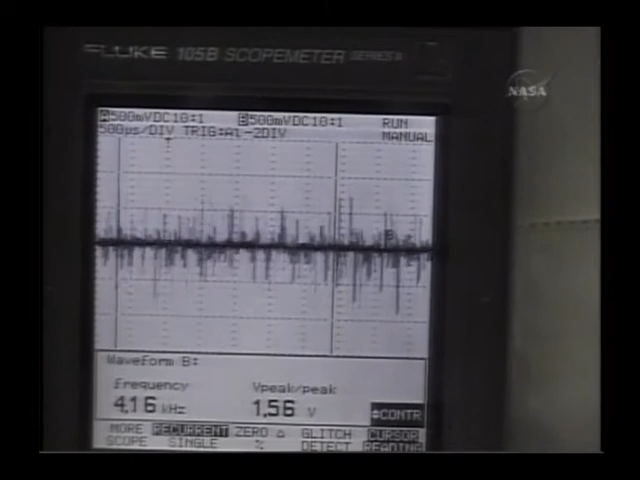 FLUKE 105B SCOPEMETER SERIES II
NASA
A 500mVDC10:1 B 500mVDC10:1 RUN
500µs/DIV TRIG:A↓-2DIV MANUAL
B
Waveform B:
Frequency Vpeak/peak
4,16 kHz 1,56 V
CONTR
MORE RECURRENT ZERO △ GLITCH CURSOR
SCOPE SINGLE % DETECT READING